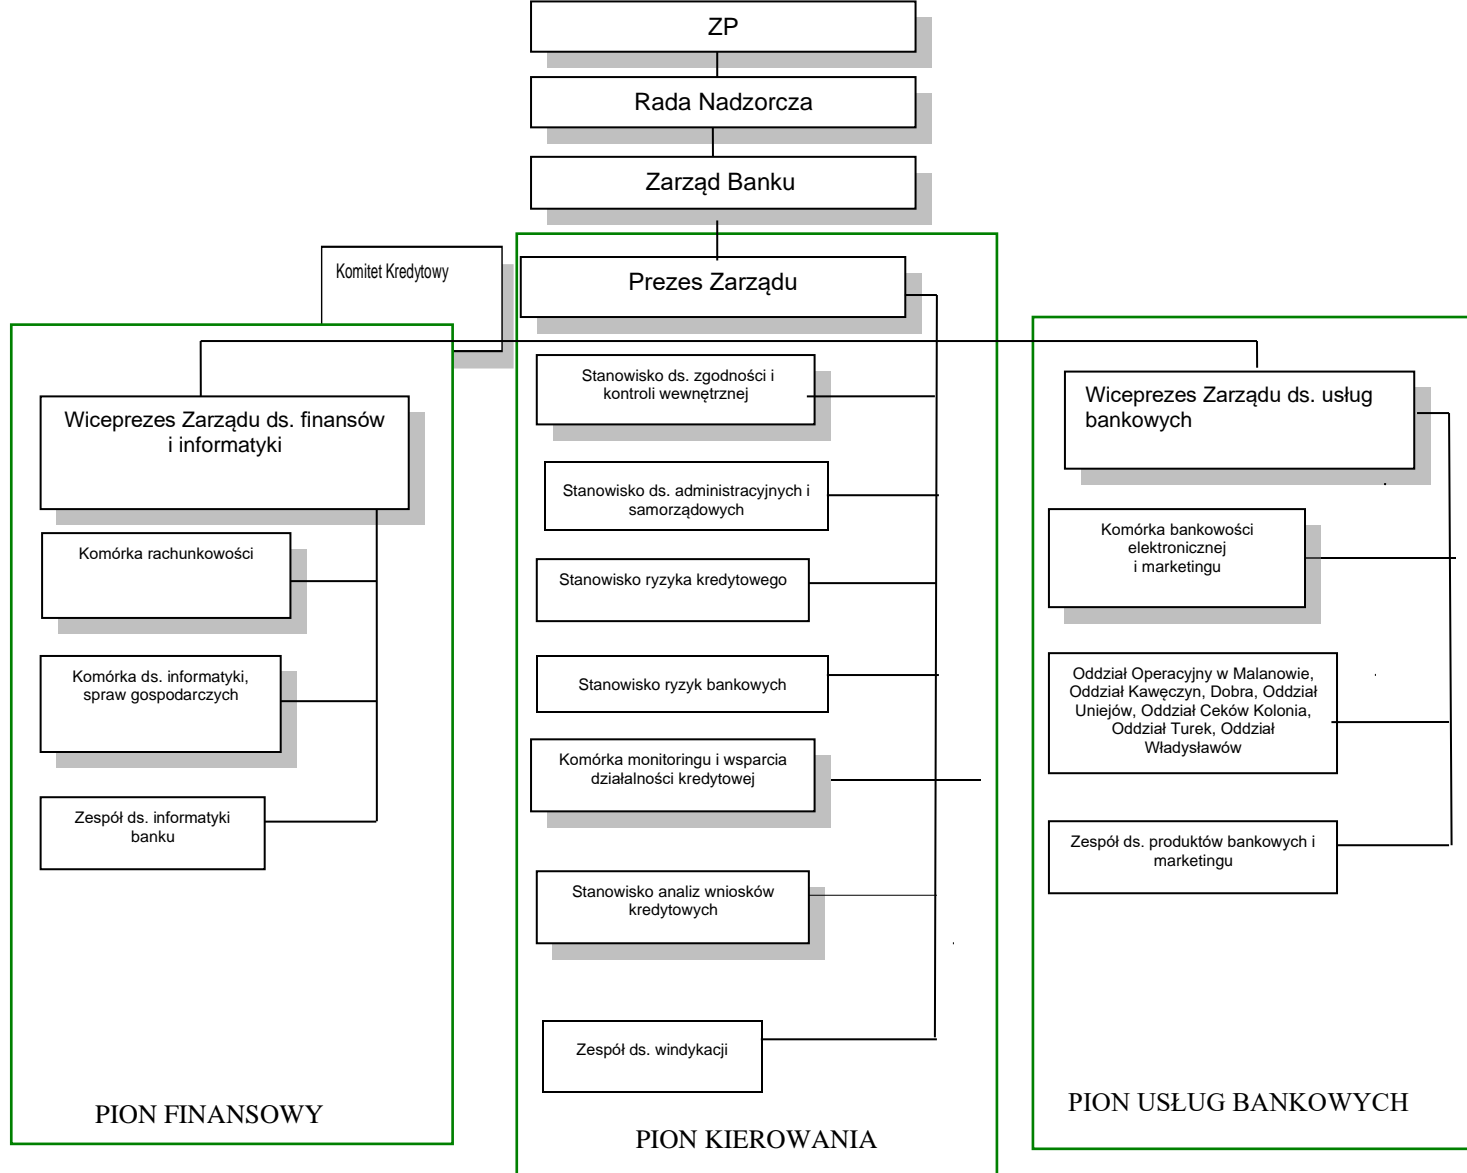 ZP
Rada Nadzorcza
Zarząd Banku
Komitet Kredytowy
Prezes Zarządu
Wiceprezes Zarządu ds. finansów
i informatyki
Komórka rachunkowości
Komórka ds. informatyki,
spraw gospodarczych
Zespół ds. informatyki
banku
PION FINANSOWY
Stanowisko ds. zgodności i
kontroli wewnętrznej
Stanowisko ds. administracyjnych i
samorządowych
Stanowisko ryzyka kredytowego
Stanowisko ryzyk bankowych
Komórka monitoringu i wsparcia
działalności kredytowej
Stanowisko analiz wniosków
kredytowych
Zespół ds. windykacji
PION KIEROWANIA
Wiceprezes Zarządu ds. usług
bankowych
Komórka bankowości
elektronicznej
i marketingu
Oddział Operacyjny w Malanowie,
Oddział Kawęczyn, Dobra, Oddział
Uniejów, Oddział Ceków Kolonia,
Oddział Turek, Oddział
Władysławów
Zespół ds. produktów bankowych i
marketingu
PION USŁUG BANKOWYCH